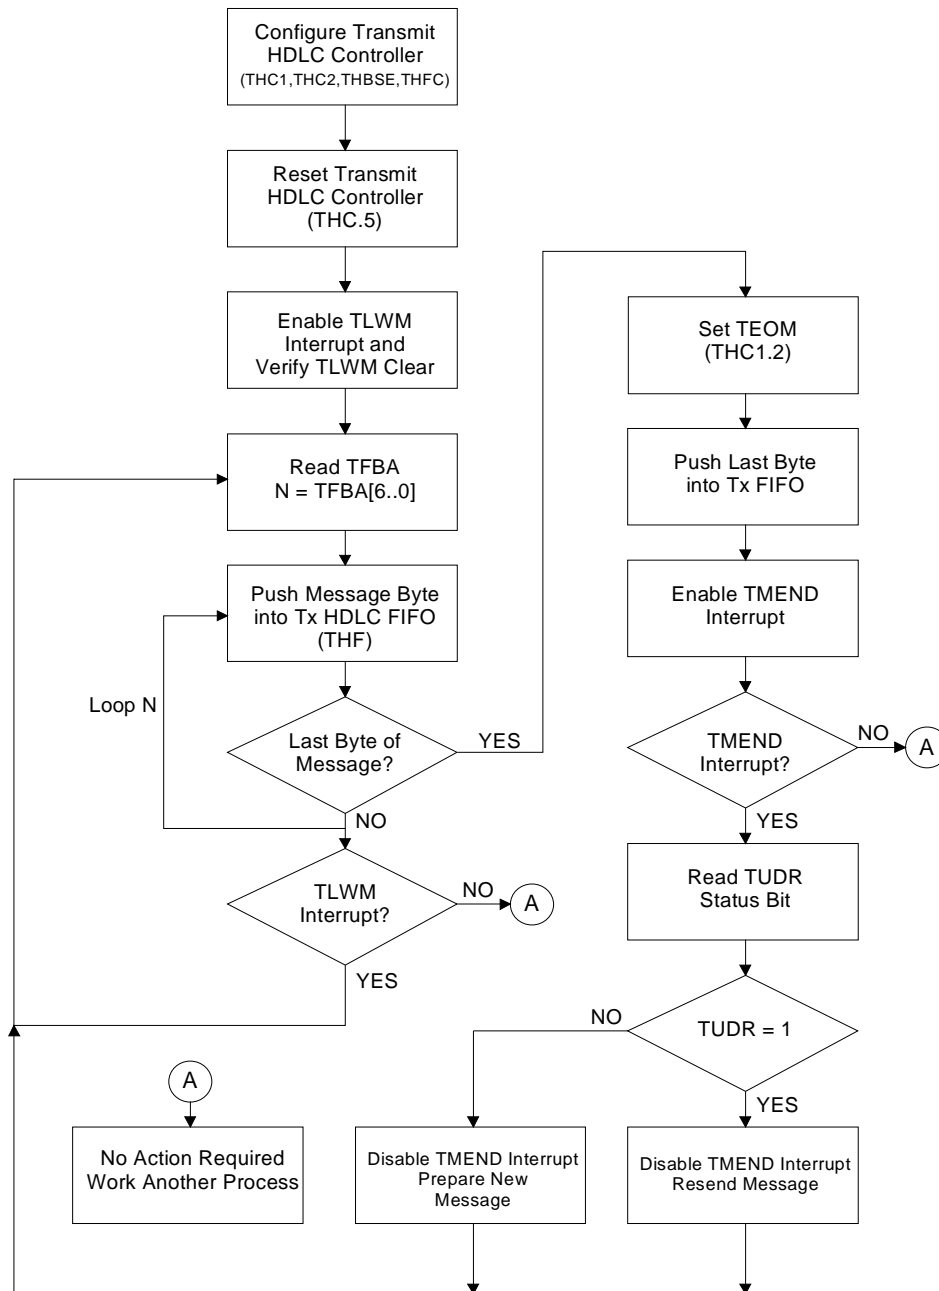 Configure Transmit
HDLC Controller
(THC1,THC2,THBSE,THFC)
Reset Transmit
HDLC Controller
(THC.5)
Enable TLWM
Interrupt and
Verify TLWM Clear
Read TFBA
N = TFBA[6..0]
Push Message Byte
into Tx HDLC FIFO
(THF)
Loop N
Last Byte of
Message?
YES
NO
TLWM
Interrupt?
NO
A
YES
A
No Action Required
Work Another Process
Set TEOM
(THC1.2)
Push Last Byte
into Tx FIFO
Enable TMEND
Interrupt
TMEND
Interrupt?
NO
A
YES
Read TUDR
Status Bit
TUDR = 1
NO
YES
Disable TMEND Interrupt
Prepare New
Message
Disable TMEND Interrupt
Resend Message